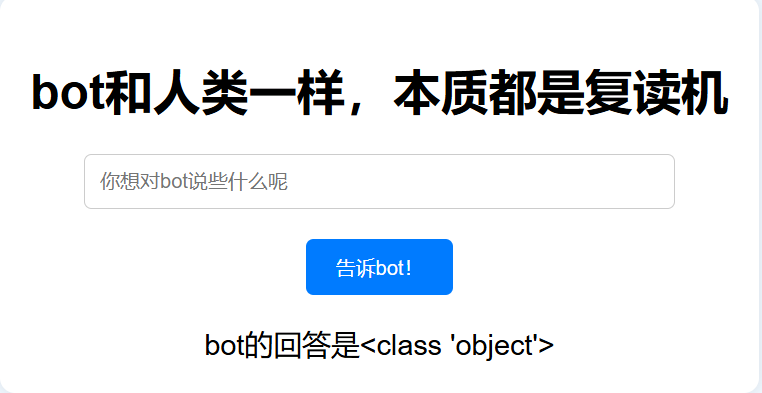 bot和人类一样，本质都是复读机
你想对bot说些什么呢
告诉bot!
bot的回答是<class 'object'>